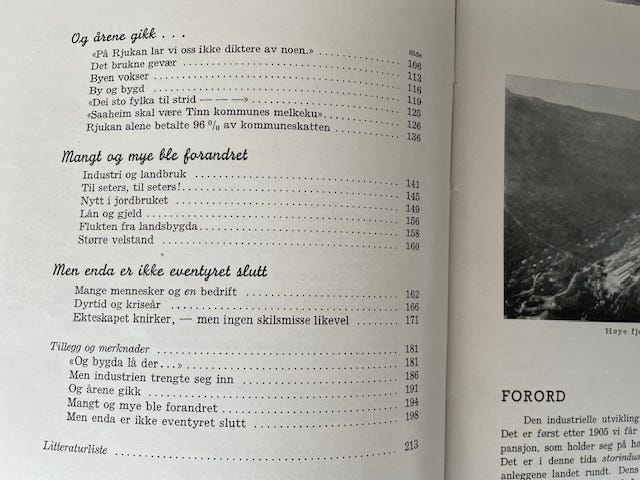 Og årene gikk . . .
Side
«På Rjukan lar vi oss ikke diktere av noen.» 106
Det brukne gevær 113
Byen vokser 116
By og bygd 119
«Dei sto fylka til strid — — —» 125
«Saaheim skal være Tinn kommunes melkeku» 126
Rjukan alene betalte 96 % av kommuneskatten 136
Mangt og mye ble forandret
Industri og landbruk 141
Til seters, til seters! 145
Nytt i jordbruket 149
Lån og gjeld 156
Flukten fra landsbygda 158
Større velstand 160
Men enda er ikke eventyret slutt
Mange mennesker og en bedrift 162
Dyrtid og kriseår 166
Ekteskapet knirker, — men ingen skilsmisse likevel 171
Tillegg og merknader 181
«Og bygda lå der...» 181
Men industrien trengte seg inn 186
Og årene gikk 191
Mangt og mye ble forandret 194
Men enda er ikke eventyret slutt 198
Litteraturliste 213
Høye fj
FORORD
Den industrielle utvikling
Det er først etter 1905 vi får
pansjon, som holder seg på hø
Det er i denne tida storindus
anleggene landet rundt. Dens